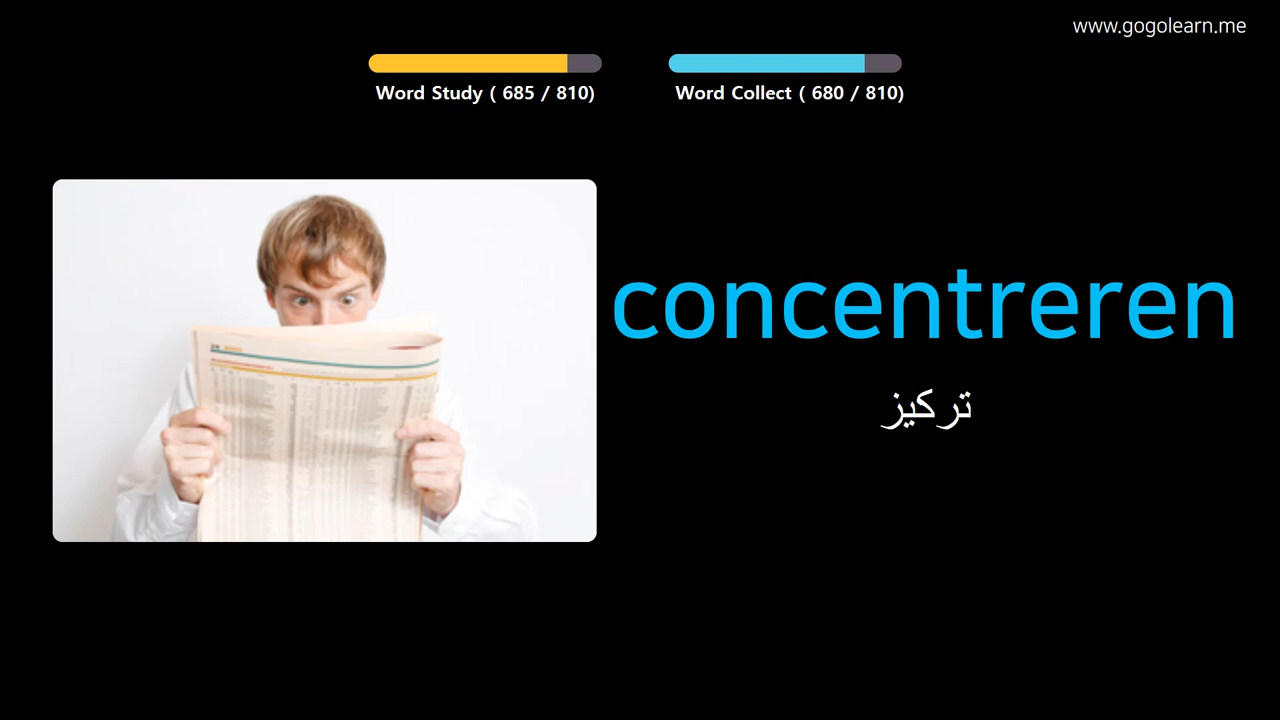 www.gogolearn.me
Word Study ( 685 / 810)
Word Collect ( 680 / 810)
concentreren
تركيز